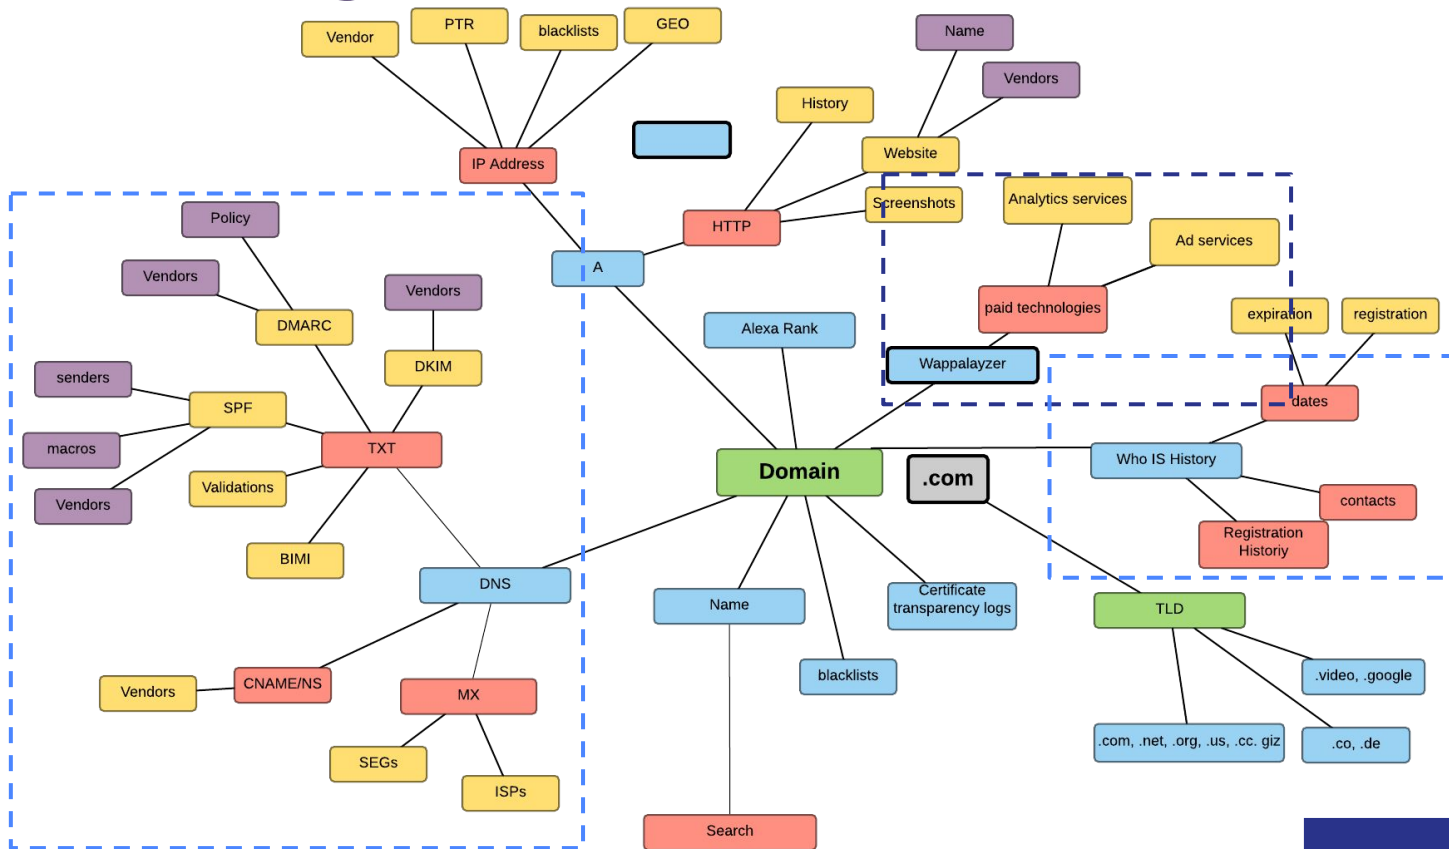 Vendor
PTR
blacklists
GEO
Name
Vendors
History
Website
IP Address
Screenshots
Analytics services
HTTP
Policy
Ad services
A
Vendors
Vendors
paid technologies
expiration
registration
DMARC
Alexa Rank
DKIM
Wappalayzer
senders
SPF
dates
macros
TXT
Domain
.com
Who IS History
Validations
Vendors
contacts
Registration
Historiy
BIMI
DNS
Name
Certificate
transparency logs
TLD
CNAME/NS
Vendors
MX
blacklists
.video, .google
.com, .net, .org, .us, .cc. giz
.co, .de
SEGs
ISPs
Search